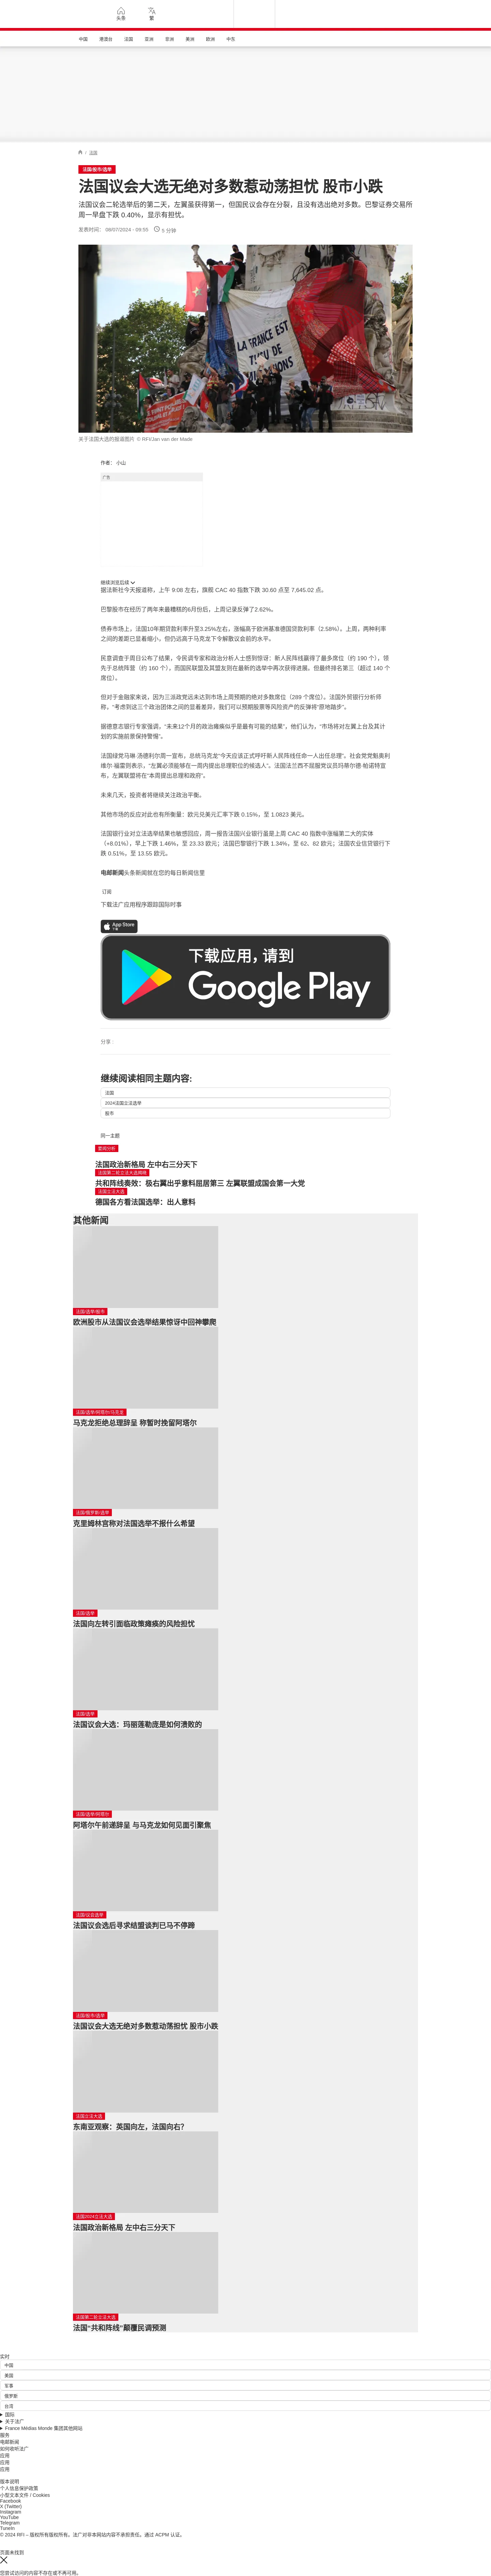 头条
繁
中国
港澳台
法国
亚洲
非洲
美洲
欧洲
中东
/ 法国
法国/股市/选举
法国议会大选无绝对多数惹动荡担忧 股市小跌
法国议会二轮选举后的第二天，左翼虽获得第一，但国民议会存在分裂，且没有选出绝对多数。巴黎证券交易所
周一早盘下跌 0.40%，显示有担忧。
发表时间： 08/07/2024 - 09:55
5 分钟
LA FRANCE EST
关于法国大选的报道图片 © RFI/Jan van der Made
作者： 小山
广告
继续浏览后续
据法新社今天报道称，上午 9:08 左右，旗舰 CAC 40 指数下跌 30.60 点至 7,645.02 点。
巴黎股市在经历了两年来最糟糕的6月份后，上周记录反弹了2.62%。
债券市场上，法国10年期贷款利率升至3.25%左右，涨幅高于欧洲基准德国贷款利率（2.58%）。上周，两种利率
之间的差距已显着缩小，但仍远高于马克龙下令解散议会前的水平。
民意调查于周日公布了结果，令民调专家和政治分析人士感到惊讶：新人民阵线赢得了最多席位（约 190 个），领
先于总统阵营（约 160 个），而国民联盟及其盟友则在最新的选举中再次获得进展。但最终排名第三（超过 140 个
席位）。
但对于金融家来说，因为三派政党远未达到市场上周预期的绝对多数席位（289 个席位）。法国外贸银行分析师
称，"考虑到这三个政治团体之间的显着差异，我们可以预期股票等风险资产的反弹将"原地踏步"。
据德意志银行专家强调，"未来12个月的政治瘫痪似乎是最有可能的结果"，他们认为，"市场将对左翼上台及其计
划的实施前景保持警惕"。
法国绿党马琳·汤德利尔周一宣布，总统马克龙"今天应该正式呼吁新人民阵线任命一人出任总理"。社会党党魁奥利
维尔·福雷则表示，"左翼必须能够在一周内提出总理职位的候选人"。法国法兰西不屈服党议员玛蒂尔德·帕诺特宣
布，左翼联盟将在"本周提出总理和政府"。
未来几天，投资者将继续关注政治平衡。
其他市场的反应对此也有所衡量：欧元兑美元汇率下跌 0.15%，至 1.0823 美元。
法国银行业对立法选举结果也敏感回应，周一报告法国兴业银行虽是上周 CAC 40 指数中涨幅第二大的实体
（+8.01%），早上下跌 1.46%，至 23.33 欧元；法国巴黎银行下跌 1.34%，至 62、82 欧元；法国农业信贷银行下
跌 0.51%，至 13.55 欧元。
电邮新闻头条新闻就在您的每日新闻信里
订阅
下载法广应用程序跟踪国际时事
App Store
下载
下载应用，请到
Google Play
分享 :
继续阅读相同主题内容:
法国
2024法国立法选举
股市
同一主题
要闻分析
法国政治新格局 左中右三分天下
法国第二轮立法大选揭晓
共和阵线奏效：极右翼出乎意料屈居第三 左翼联盟成国会第一大党
法国立法大选
德国各方看法国选举：出人意料
其他新闻
法国/选举/股市
欧洲股市从法国议会选举结果惊讶中回神攀爬
法国/选举/阿塔尔/马克龙
马克龙拒绝总理辞呈 称暂时挽留阿塔尔
法国/俄罗斯/选举
克里姆林宫称对法国选举不报什么希望
法国/选举
法国向左转引面临政策瘫痪的风险担忧
法国/选举
法国议会大选：玛丽莲勒庞是如何溃败的
法国/选举/阿塔尔
阿塔尔午前递辞呈 与马克龙如何见面引聚焦
法国/议会选举
法国议会选后寻求结盟谈判已马不停蹄
法国/股市/选举
法国议会大选无绝对多数惹动荡担忧 股市小跌
法国立法大选
东南亚观察：英国向左，法国向右?
法国2024立法大选
法国政治新格局 左中右三分天下
法国第二轮立法大选
法国"共和阵线"颠覆民调预测
实时
中国
美国
军事
俄罗斯
台湾
国际
关于法广
France Médias Monde 集团其他网站
服务
电邮新闻
如何收听法广
应用
应用
应用
版本说明
个人信息保护政策
小型文本文件 / Cookies
Facebook
X (Twitter)
Instagram
YouTube
Telegram
TuneIn
© 2024 RFI – 版权所有版权所有。法广对非本网站内容不承担责任。通过 ACPM 认证。
页面未找到
您尝试访问的内容不存在或不再可用。